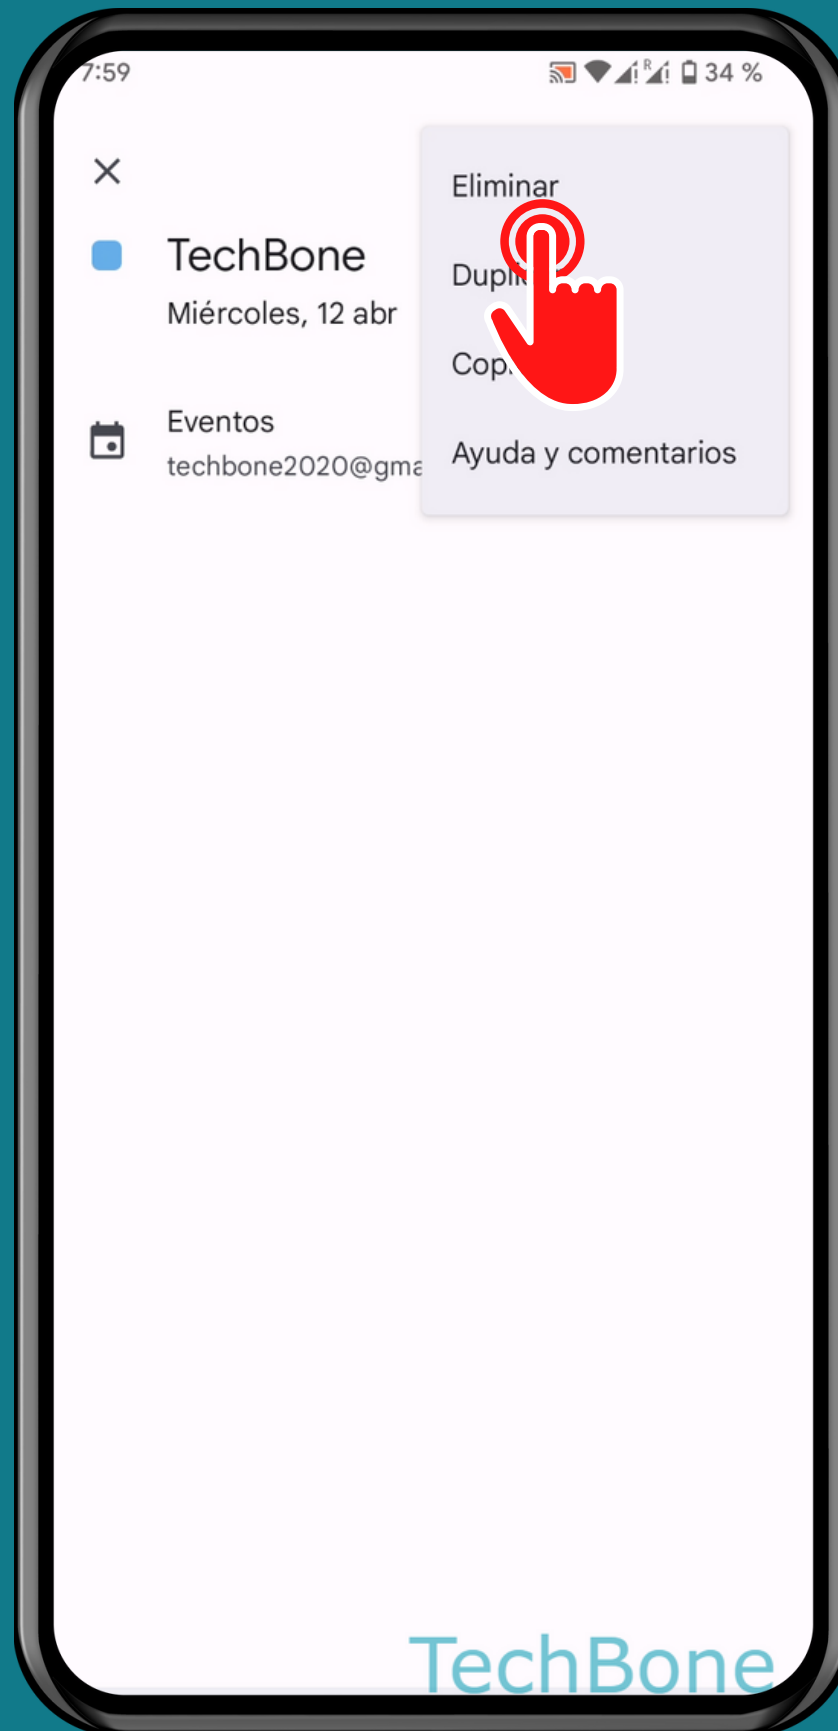 7:59
R
34 %
Eliminar
TechBone
Miércoles, 12 abr
Eventos
Ayuda y comentarios
TechBone